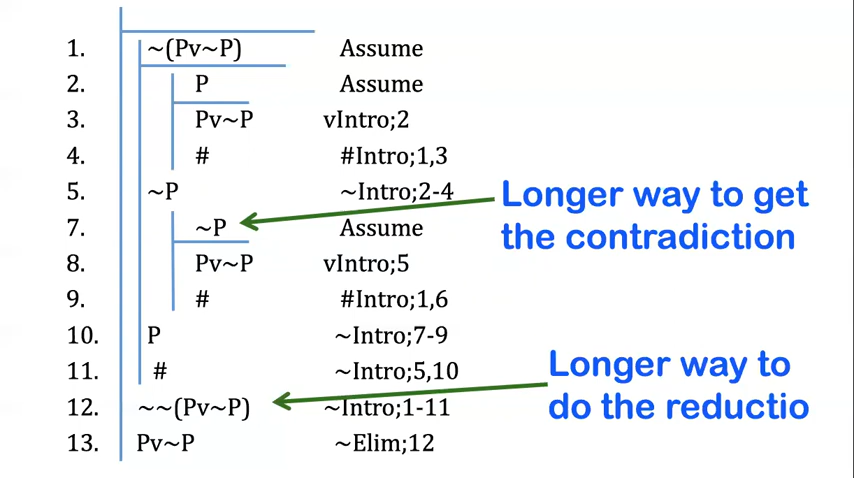 1. ~(Pv~P) Assume
2. P Assume
3. Pv~P vIntro;2
4. # #Intro;1,3
5. ~P ~Intro;2-4
7. ~P Assume
8. Pv~P vIntro;5
9. # #Intro;1,6
10. P ~Intro;7-9
11. # ~Intro;5,10
12. ~~(Pv~P) ~Intro;1-11
13. Pv~P ~Elim;12
Longer way to get
the contradiction
Longer way to
do the reductio